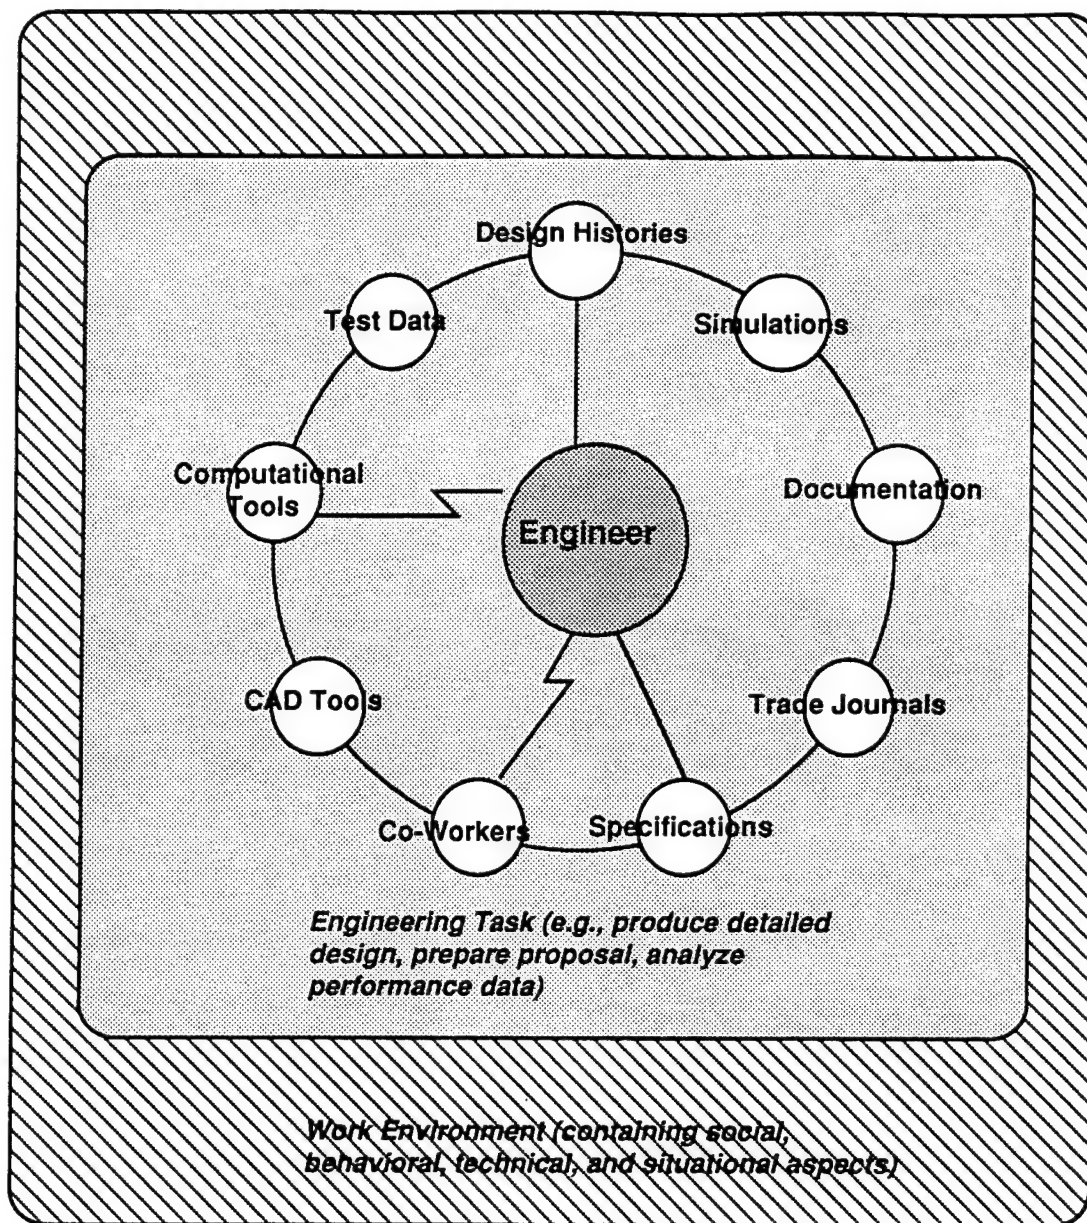 Design Histories
Test Data
Simulations
Computational
Tools
Documentation
Engineer
CAD Tools
Trade Journals
Co-Workers
Specifications
Engineering Task (e.g., produce detailed
design, prepare proposal, analyze
performance data)
Work Environment (containing social,
behavioral, technical, and situational aspects)